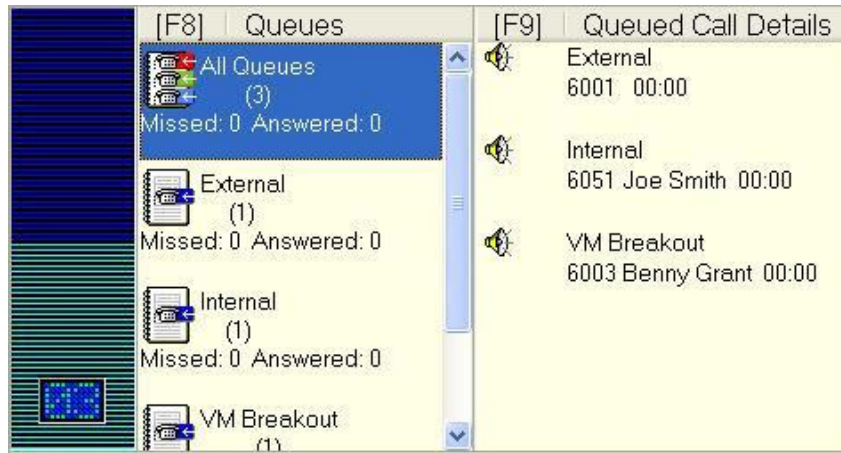 [F8] Queues
All Queues
(3)
Missed: 0 Answered: 0
External
(1)
Missed: 0 Answered: 0
Internal
(1)
Missed: 0 Answered: 0
VM Breakout
(1)
[F9] Queued Call Details
External
6001 00:00
Internal
6051 Joe Smith 00:00
VM Breakout
6003 Benny Grant 00:00